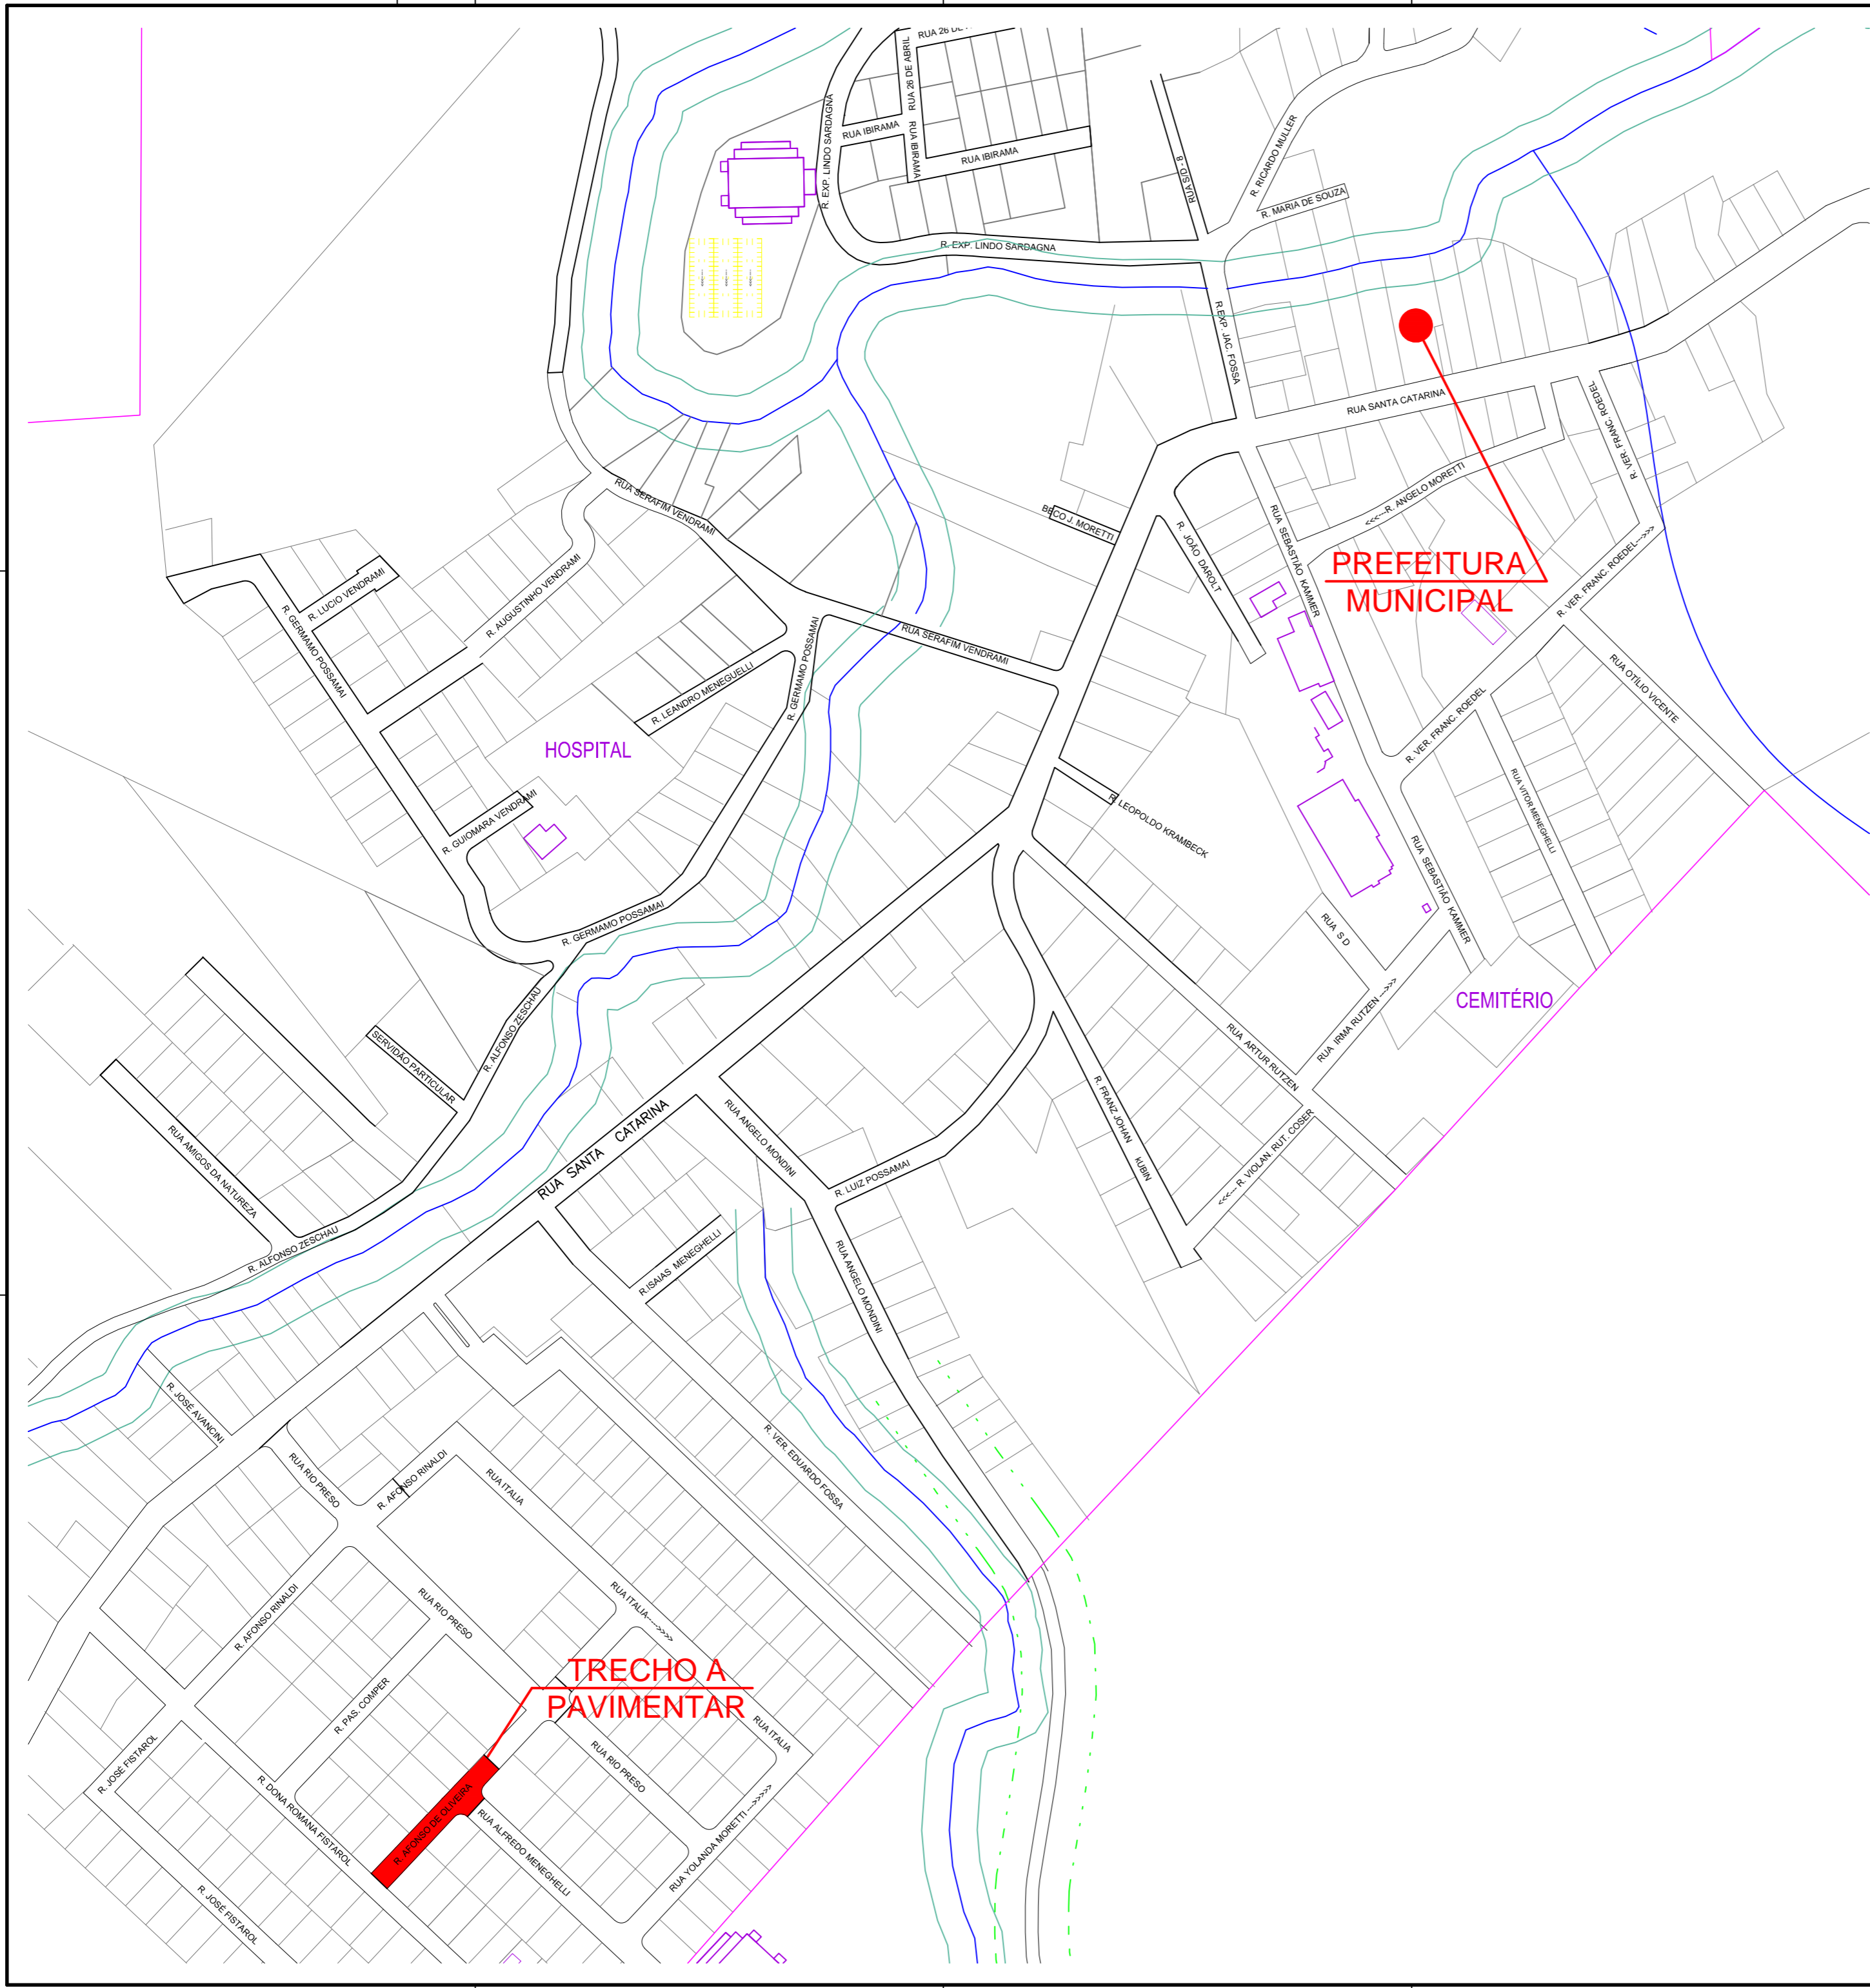 RUA 26 DE
RUA 26 DE ABRIL
RUA IBIRAMA
RUA IBIRAMA
RUA IBIRAMA
R. EXP. LINDO SARDAGNA
R. EXP. LINDO SARDAGNA
RUA S/D - 8
R. RICARDO MULLER
R. MARIA DE SOUZA
R.EXP. JAC. FOSSA
RUA SANTA CATARINA
R. VER. FRANC. ROEDEL
<<<---R. ANGELO MORETTI
RUA SERAFIM VENDRAMI
BECO J. MORETTI
R. JOÃO DAROLT
RUA SEBASTIÃO KAMMER
PREFEITURA
MUNICIPAL
R. VER. FRANC. ROEDEL--->>>
R. LUCIO VENDRAMI
R. AUGUSTINHO VENDRAMI
R. GERMAMO POSSAMAI
RUA SERAFIM VENDRAMI
R. GERMAMO POSSAMAI
R. LEANDRO MENEGUELLI
RUA OTÍLIO VICENTE
R. VER. FRANC. ROEDEL
HOSPITAL
RUA VITOR MENEGHELLI
R. GUIOMARA VENDRAMI
R. LEOPOLDO KRAMBECK
RUA SEBASTIÃO KAMMER
R. GERMAMO POSSAMAI
RUA S D
CEMITÉRIO
R. ALFONSO ZESCHAU
SERVIDÃO PARTICULAR
RUA IRMA RUTZEN --->>>
RUA ARTUR RUTZEN
R. FRANZ JOHAN KUBIN
RUA SANTA CATARINA
RUA ANGELO MONDINI
RUA AMIGOS DA NATUREZA
R. LUIZ POSSAMAI
<<<--- R. VIOLAN. RUT. COSER
R. ALFONSO ZESCHAU
R.ISAIAS MENEGHELLI
RUA ANGELO MONDINI
R. JOSÉ AVANCINI
RUA RIO PRESO
R. AFONSO RINALDI
RUA ITALIA
R. VER. EDUARDO FOSSA
R. AFONSO RINALDI
RUA RIO PRESO
RUA ITALIA---->>>>
TRECHO A
PAVIMENTAR
R. PAS. COMPER
RUA ITALIA
R. JOSÉ FISTAROL
R. DONA ROMANA FISTAROL
RUA RIO PRESO
R. AFONSO DE OLIVEIRA
RUA ALFREDO MENEGHELLI
RUA YOLANDA MORETTI --->>>>>
R. JOSÉ FISTAROL